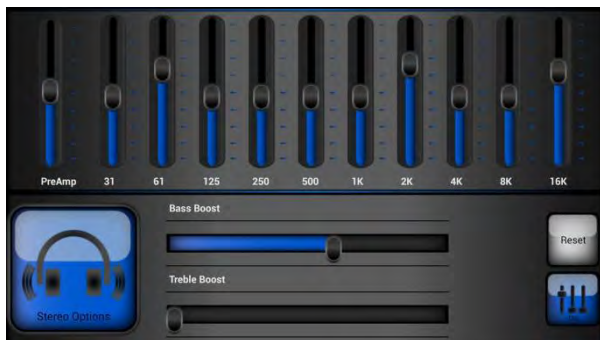 PreAmp 31 61 125 250 500 1K 2K 4K 8K 16K
Bass Boost
Reset
Treble Boost
Stereo Options